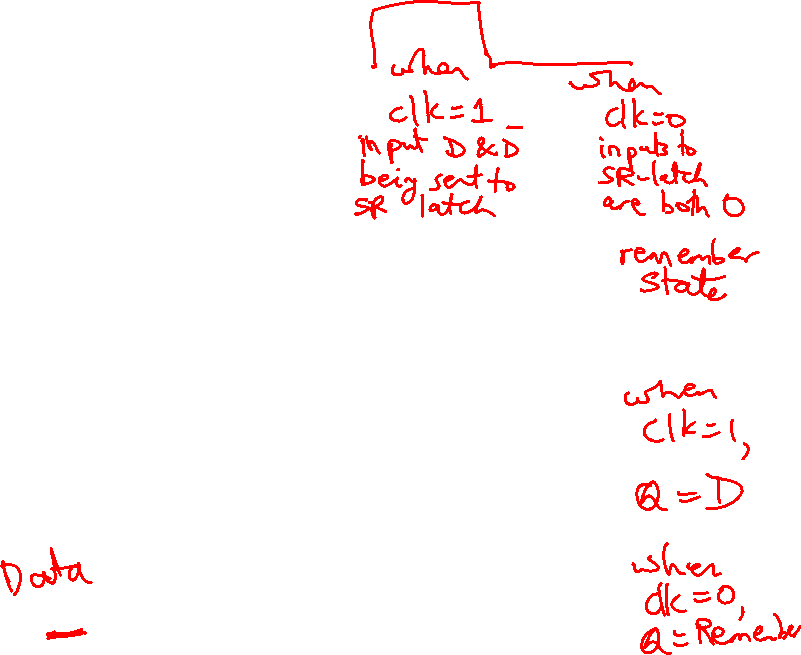 when
clk=1
input D & D̅
being sent to
SR latch
when
clk=0
inputs to
SR-latch
are both 0
remember
state
when
clk=1,
Q = D
when
clk=0,
Q=Remember
Data